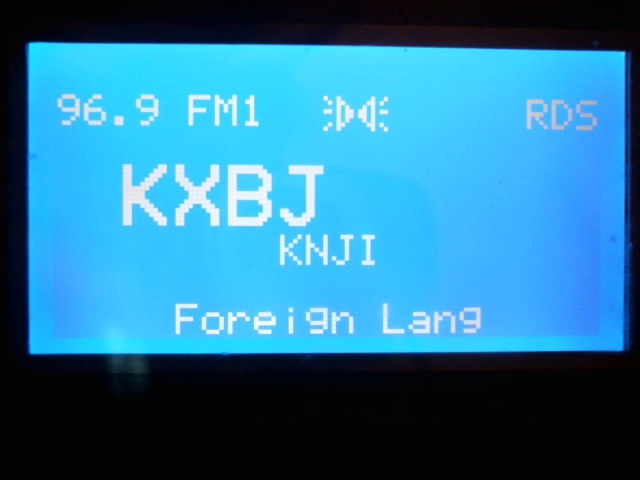 96.9 FM1 RDS
KXBJ
KNJI
Foreign Lang